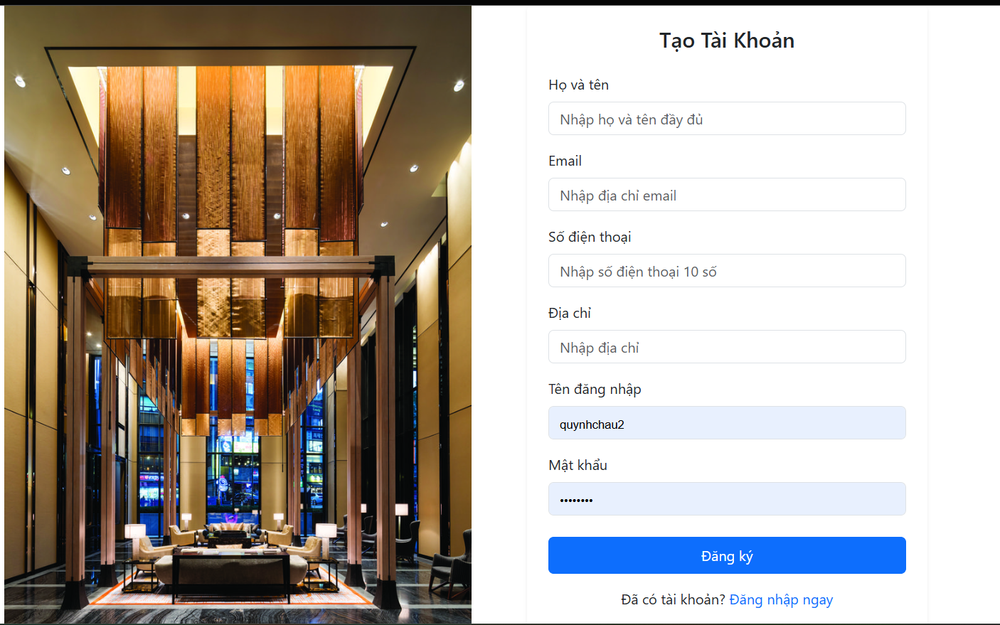 Tạo Tài Khoản
Họ và tên
Nhập họ và tên đầy đủ
Email
Nhập địa chỉ email
Số điện thoại
Nhập số điện thoại 10 số
Địa chỉ
Nhập địa chỉ
Tên đăng nhập
quynhchau2
Mật khẩu
••••••••
Đăng ký
Đã có tài khoản? Đăng nhập ngay